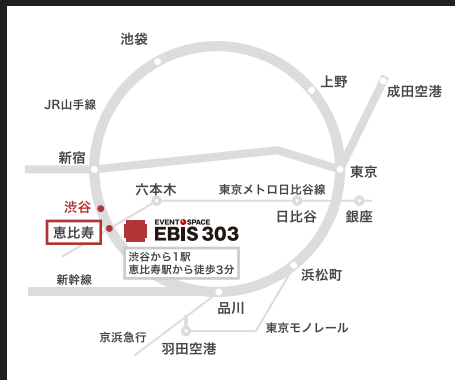 池袋
上野
成田空港
JR山手線
新宿
東京
六本木
東京メトロ日比谷線
渋谷
恵比寿
EVENT SPACE
EBIS 303
日比谷
銀座
渋谷から1駅
恵比寿駅から徒歩3分
新幹線
浜松町
品川
京浜急行
羽田空港
東京モノレール